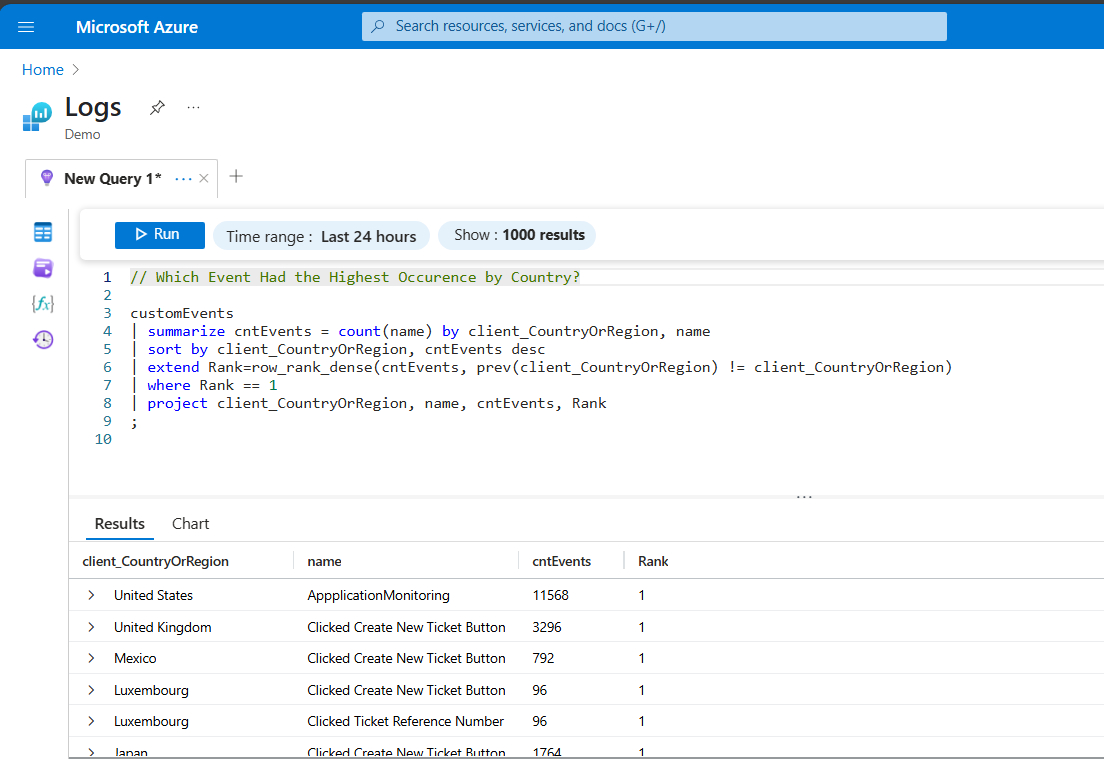 Microsoft Azure
Search resources, services, and docs (G+/)
Home >
Logs
Demo
New Query 1*
Run
Time range : Last 24 hours
Show : 1000 results
1 // Which Event Had the Highest Occurence by Country?
2
3 customEvents
4 | summarize cntEvents = count(name) by client_CountryOrRegion, name
5 | sort by client_CountryOrRegion, cntEvents desc
6 | extend Rank=row_rank_dense(cntEvents, prev(client_CountryOrRegion) != client_CountryOrRegion)
7 | where Rank == 1
8 | project client_CountryOrRegion, name, cntEvents, Rank
9 ;
10
Results Chart
client_CountryOrRegion name cntEvents Rank
United States AppplicationMonitoring 11568 1
United Kingdom Clicked Create New Ticket Button 3296 1
Mexico Clicked Create New Ticket Button 792 1
Luxembourg Clicked Create New Ticket Button 96 1
Luxembourg Clicked Ticket Reference Number 96 1
Japan Clicked Create New Ticket Button 1764 1